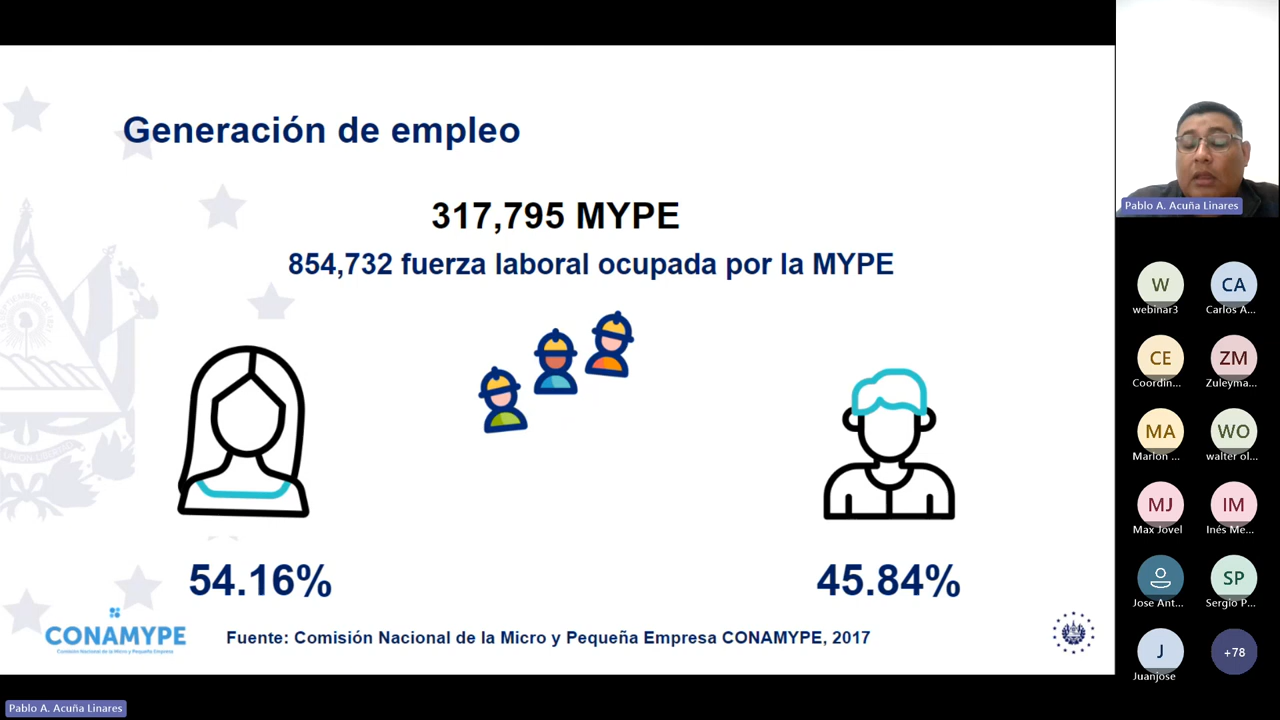 Generación de empleo
317,795 MYPE
854,732 fuerza laboral ocupada por la MYPE
54.16%
45.84%
CONAMYPE
Comisión Nacional de la Micro y Pequeña Empresa
Fuente: Comisión Nacional de la Micro y Pequeña Empresa CONAMYPE, 2017
Pablo A. Acuña Linares
Pablo A. Acuña Linares
W
CA
webinar3
Carlos A...
CE
ZM
Coordin...
Zuleyma...
MA
WO
Marlon ...
walter ol...
MJ
IM
Max Jovel
Inés Me...
SP
Jose Ant...
Sergio P...
J
+78
Juanjose